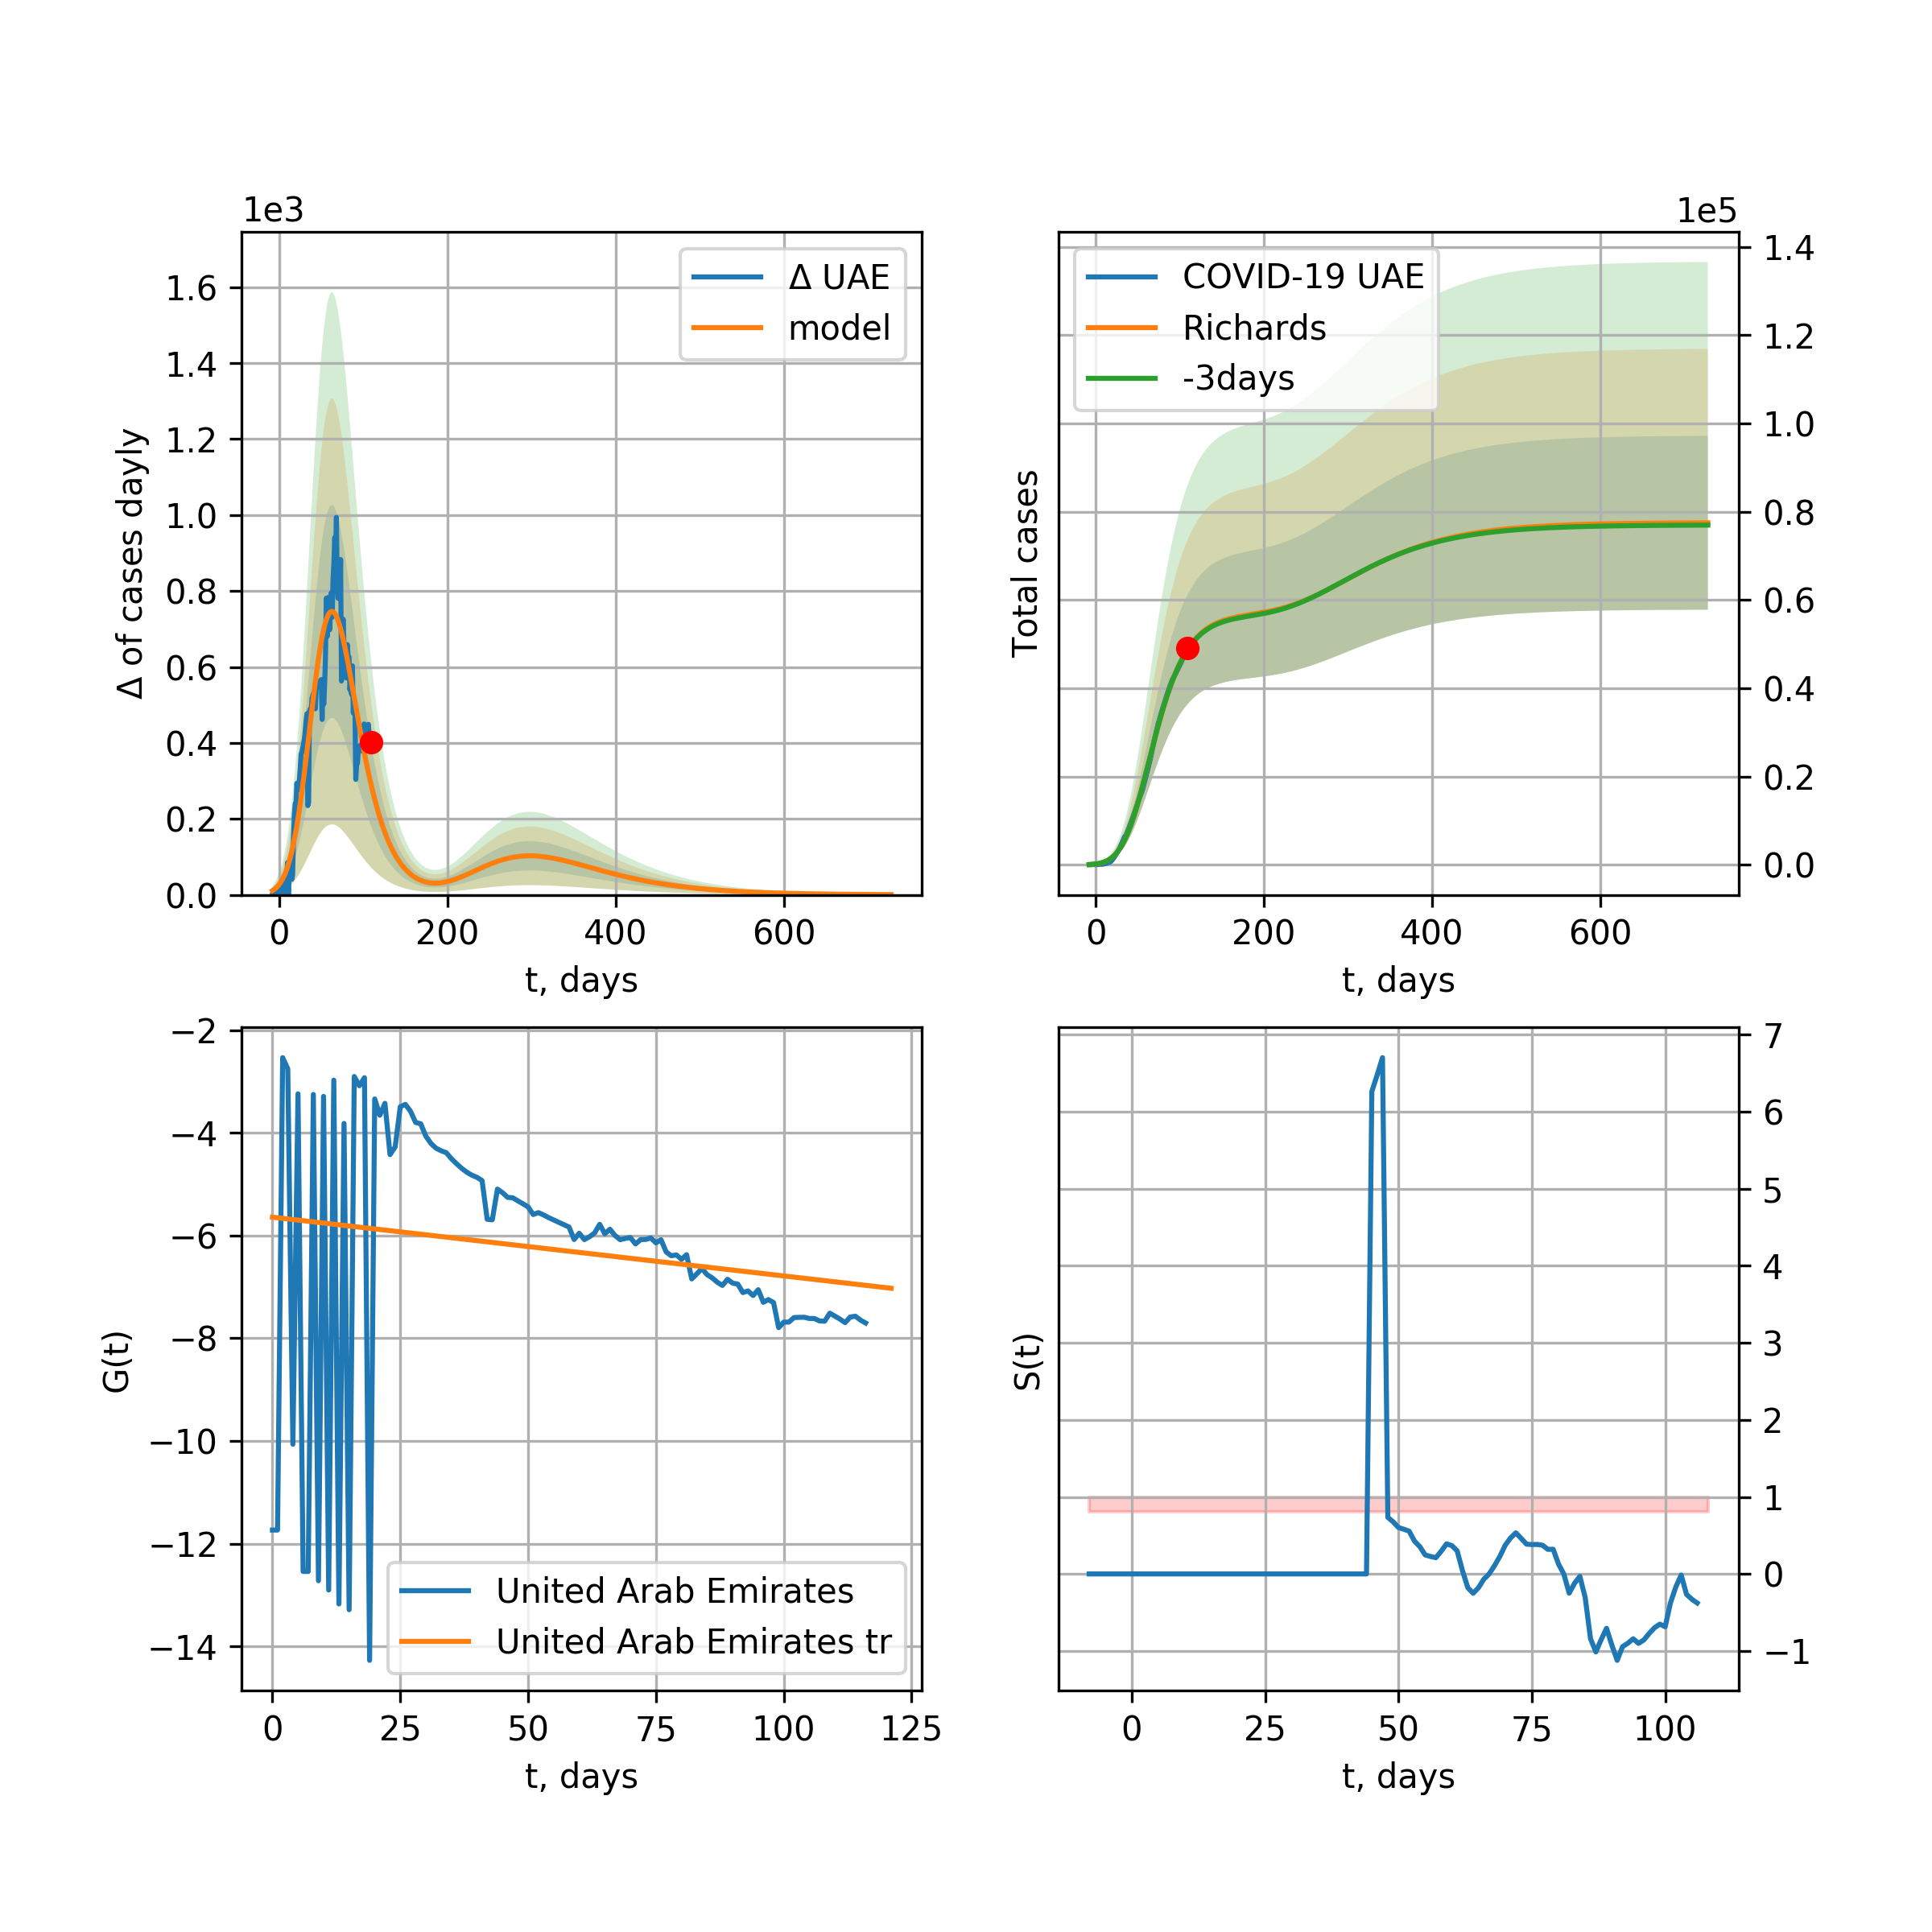 1e3
Δ of cases dayly
1.6
1.4
1.2
1.0
0.8
0.6
0.4
0.2
0.0
Δ UAE
model
0 200 400 600
t, days
1e5
Total cases
COVID-19 UAE
Richards
-3days
1.4
1.2
1.0
0.8
0.6
0.4
0.2
0.0
0 200 400 600
t, days
G(t)
−2
−4
−6
−8
−10
−12
−14
United Arab Emirates
United Arab Emirates tr
0 25 50 75 100 125
t, days
S(t)
7
6
5
4
3
2
1
0
−1
0 25 50 75 100
t, days